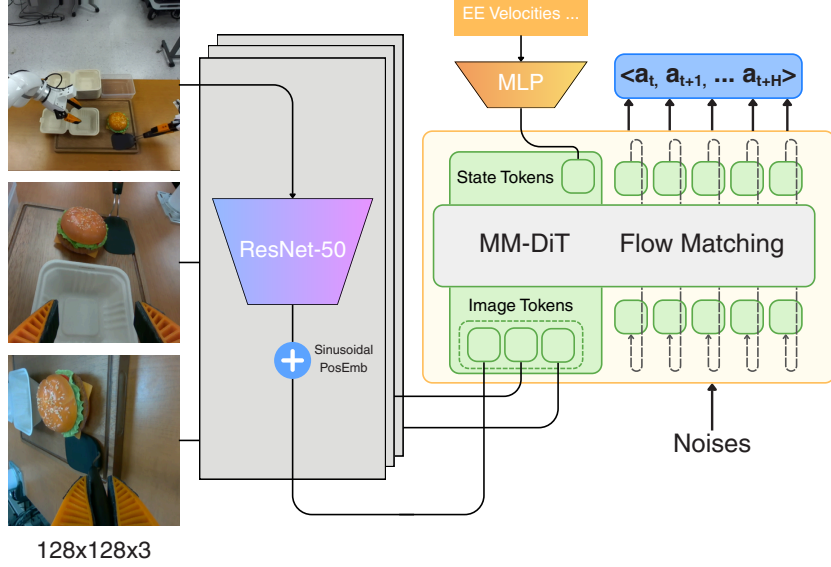 EE Velocities ...
MLP
<at, at+1, ... at+H>
State Tokens
ResNet-50
MM-DiT
Flow Matching
Image Tokens
Sinusoidal
PosEmb
Noises
128x128x3